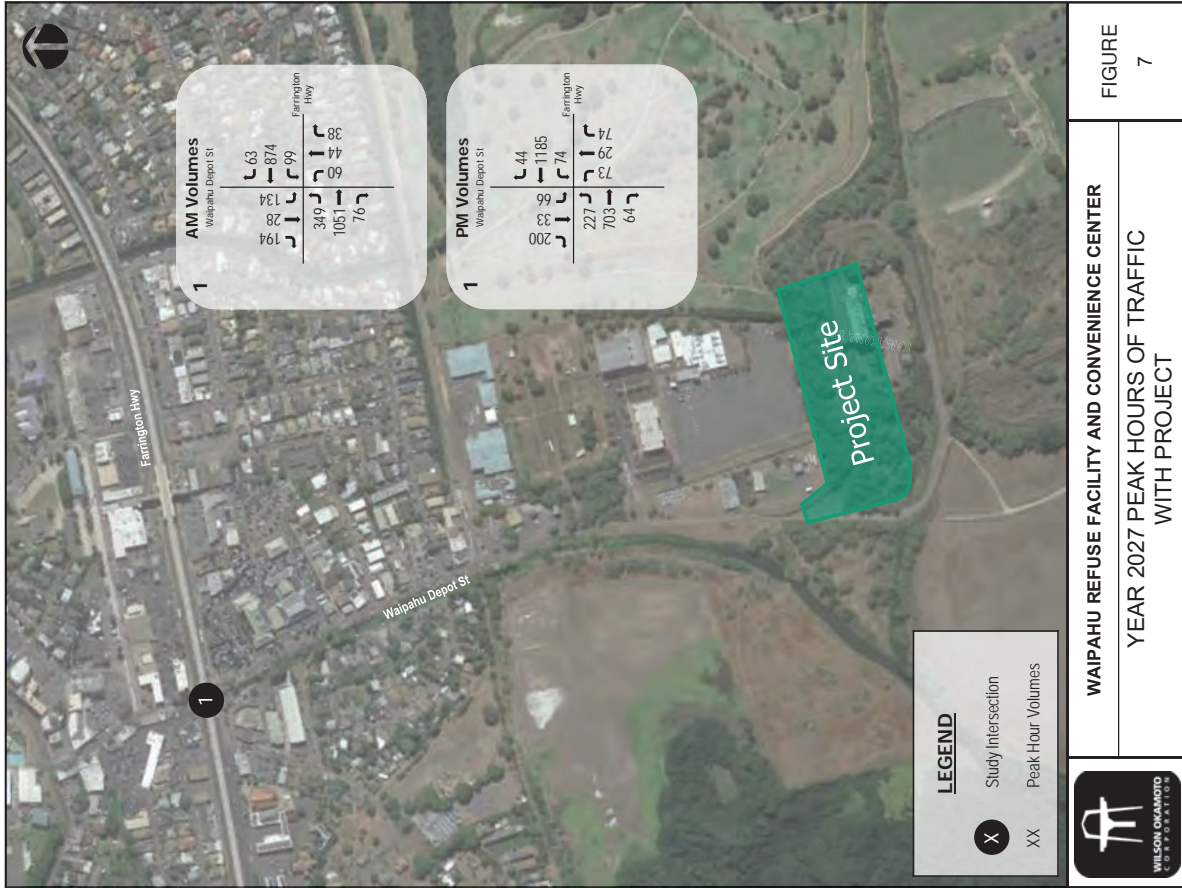 Farrington Hwy
Waipahu Depot St
1
Project Site
1
AM Volumes
Waipahu Depot St
194 28 134
63
874
99
Farrington
Hwy
349
1051
76
60 44 38
1
PM Volumes
Waipahu Depot St
200 33 66
44
1185
74
Farrington
Hwy
227
703
64
73 29 74
LEGEND
X Study Intersection
XX Peak Hour Volumes
WILSON OKAMOTO
CORPORATION
WAIPAHU REFUSE FACILITY AND CONVENIENCE CENTER
YEAR 2027 PEAK HOURS OF TRAFFIC
WITH PROJECT
FIGURE
7